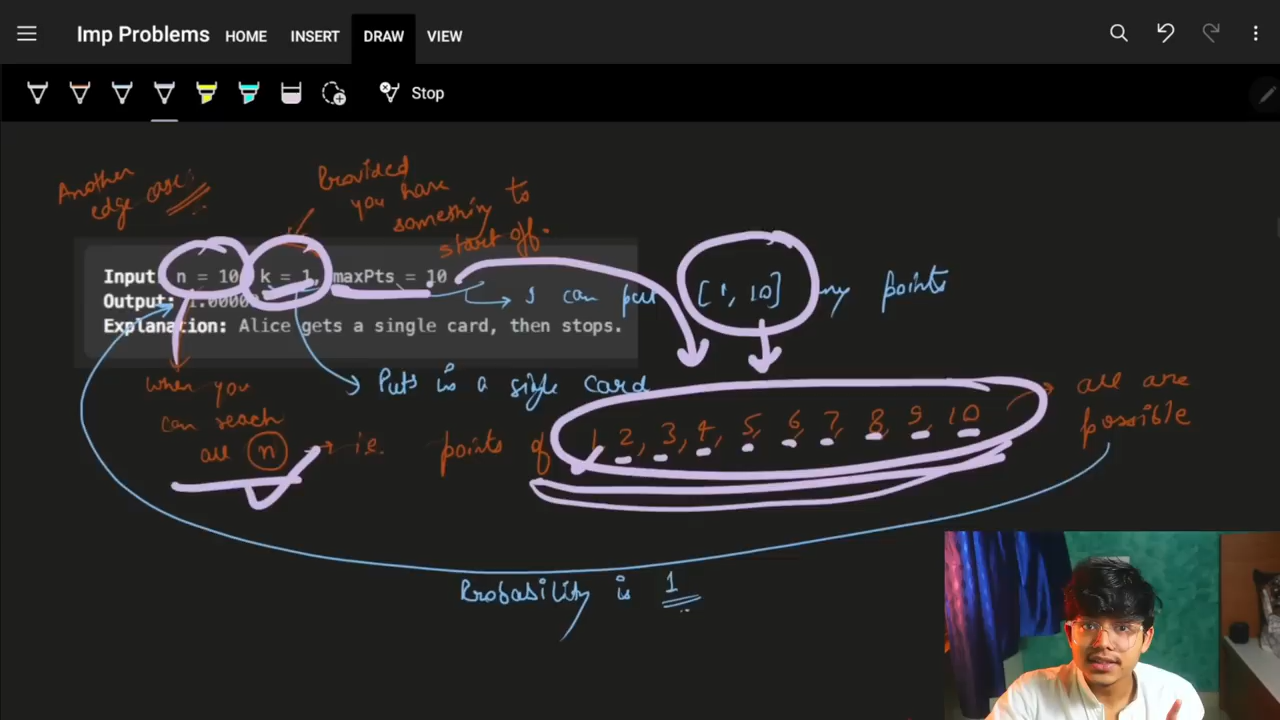 Imp Problems HOME INSERT DRAW VIEW
Stop
Another
edge case
Provided
you have
something to
start off.
Input: n = 10, k = 1, maxPts = 10
Output: 1.0000
Explanation: Alice gets a single card, then stops.
I can put [1, 10] any points
Puts is a single card
when you
can reach
all n → i.e. points of 1, 2, 3, 4, 5, 6, 7, 8, 9, 10
all are
possible
Probability is 1